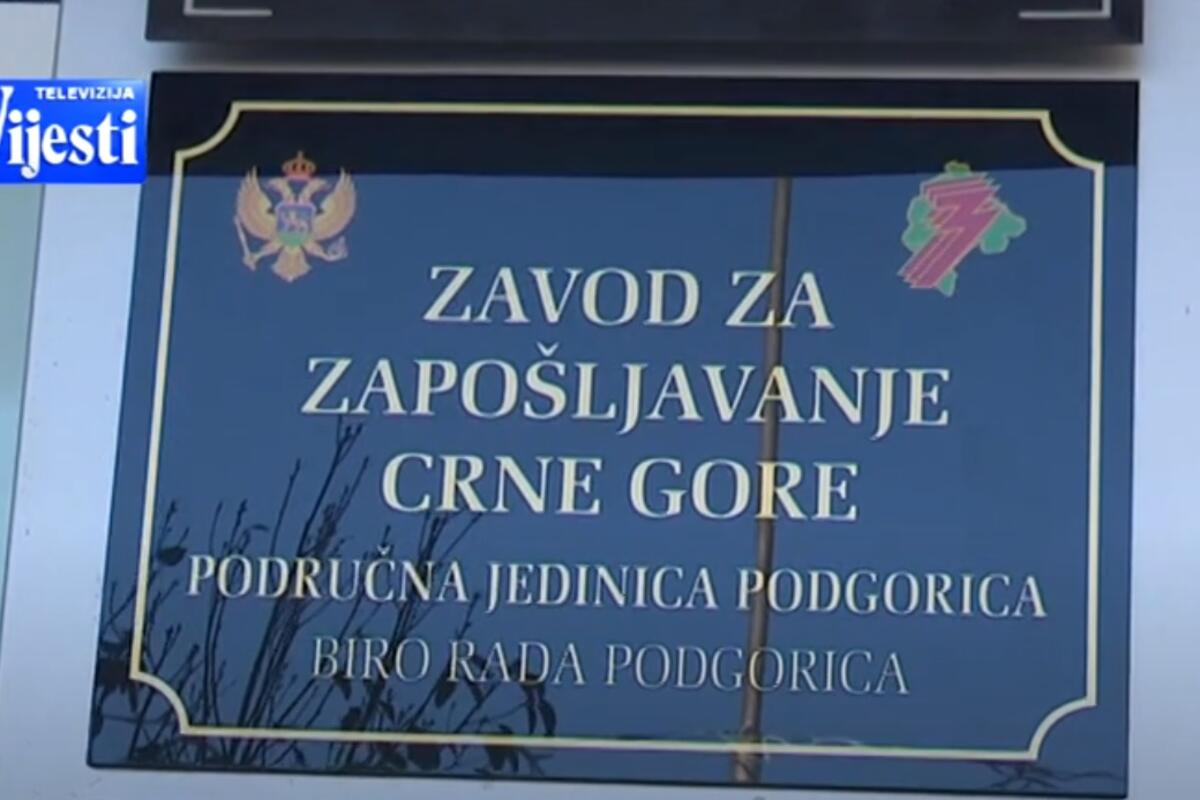 TELEVIZIJA
Vijesti
ZAVOD ZA
ZAPOŠLJAVANJE
CRNE GORE
PODRUČNA JEDINICA PODGORICA
BIRO RADA PODGORICA